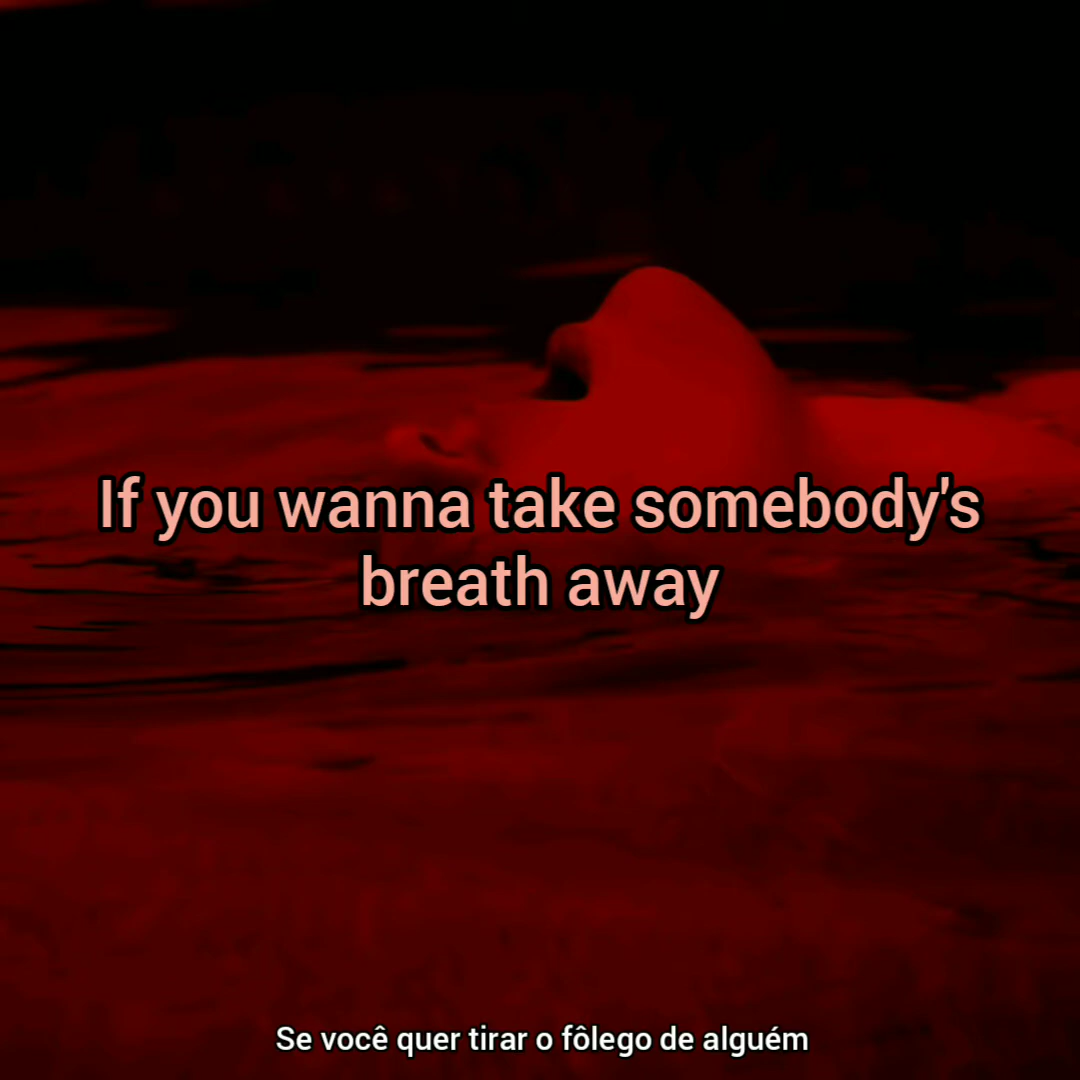 If you wanna take somebody's
breath away
Se você quer tirar o fôlego de alguém